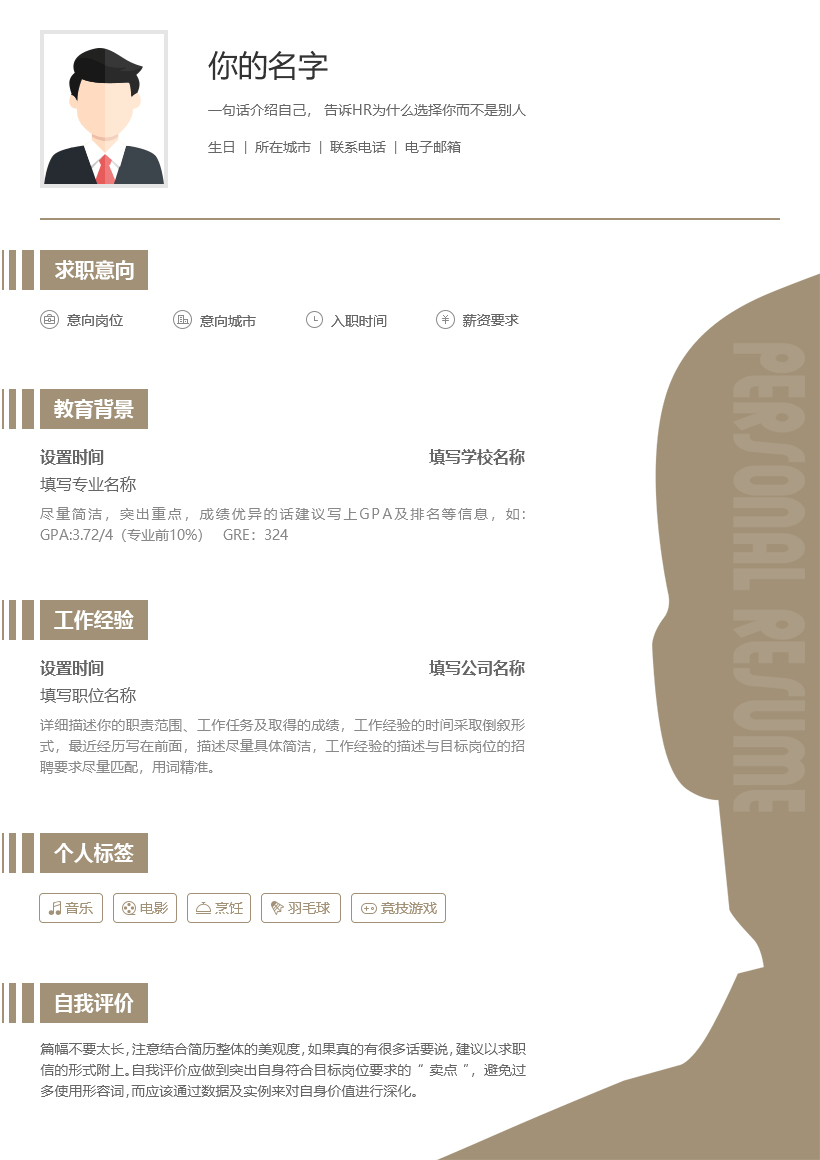 你的名字
一句话介绍自己， 告诉HR为什么选择你而不是别人
生日 | 所在城市 | 联系电话 | 电子邮箱
求职意向
意向岗位 意向城市 入职时间 薪资要求
教育背景
设置时间 填写学校名称
填写专业名称
尽量简洁，突出重点，成绩优异的话建议写上GPA及排名等信息，如:
GPA:3.72/4（专业前10%） GRE：324
工作经验
设置时间 填写公司名称
填写职位名称
详细描述你的职责范围、工作任务及取得的成绩，工作经验的时间采取倒叙形
式，最近经历写在前面，描述尽量具体简洁，工作经验的描述与目标岗位的招
聘要求尽量匹配，用词精准。
个人标签
音乐 电影 烹饪 羽毛球 竞技游戏
自我评价
篇幅不要太长，注意结合简历整体的美观度，如果真的有很多话要说，建议以求职
信的形式附上。自我评价应做到突出自身符合目标岗位要求的 ＂ 卖点 ＂，避免过
多使用形容词，而应该通过数据及实例来对自身价值进行深化。
PERSONAL RESUME